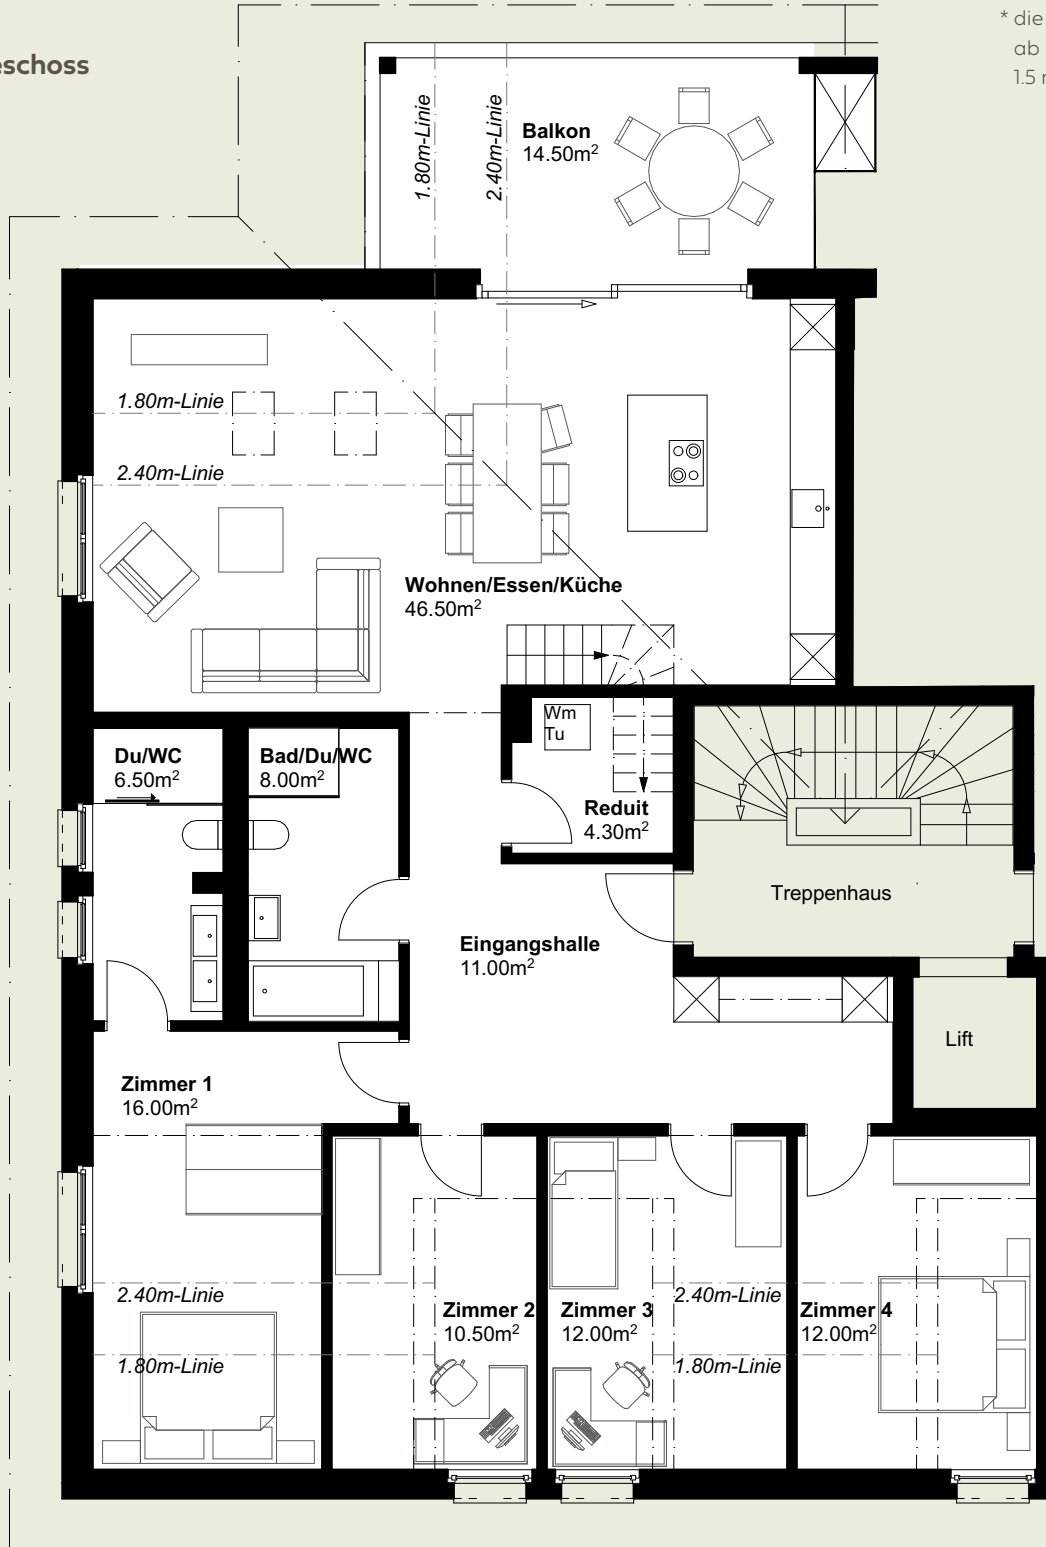 eschoss
* die
ab
1.5 m
1.80m-Linie
2.40m-Linie
Balkon
14.50m²
1.80m-Linie
2.40m-Linie
Wohnen/Essen/Küche
46.50m²
Wm
Tu
Du/WC
6.50m²
Bad/Du/WC
8.00m²
Reduit
4.30m²
Treppenhaus
Eingangshalle
11.00m²
Lift
Zimmer 1
16.00m²
2.40m-Linie
2.40m-Linie
Zimmer 2
10.50m²
Zimmer 3
12.00m²
Zimmer 4
12.00m²
1.80m-Linie
1.80m-Linie